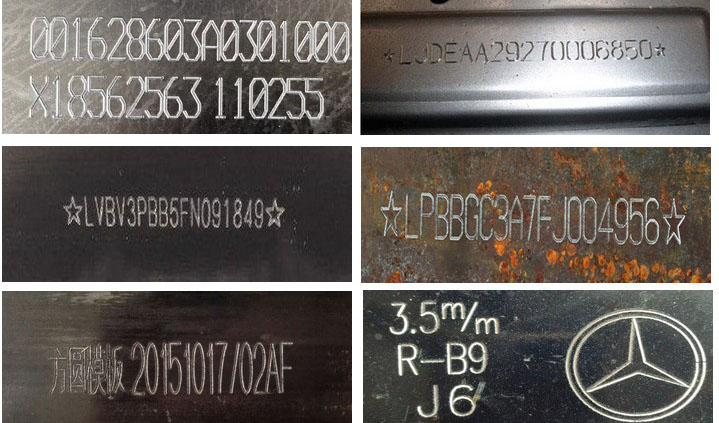 001628603A0301000
X18562563 110255
☆LJDEAA29270006850☆
☆LVBV3PBB5FN091849☆
☆LPBBGC3A7FJ004956☆
方圆模板 20151017/02AF
3.5m/m
R-B9
J6